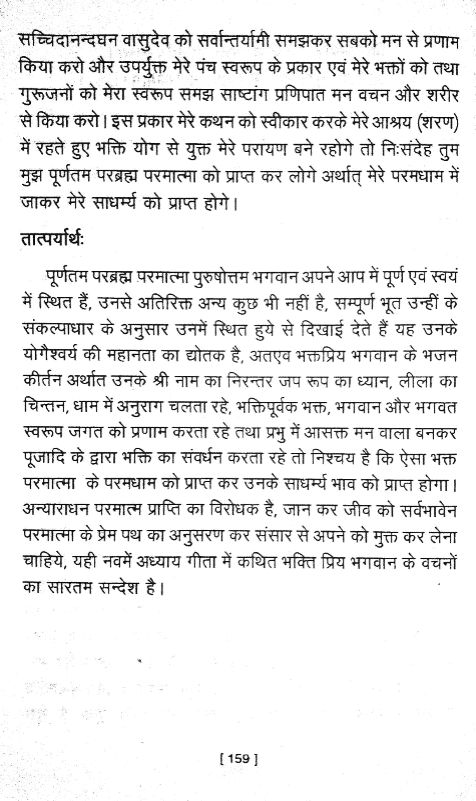 सच्चिदानन्दघन वासुदेव को सर्वान्तर्यामी समझकर सबको मन से प्रणाम
किया करो और उपर्युक्त मेरे पंच स्वरूप के प्रकार एवं मेरे भक्तों को तथा
गुरूजनों को मेरा स्वरूप समझ साष्टांग प्रणिपात मन वचन और शरीर
से किया करो। इस प्रकार मेरे कथन को स्वीकार करके मेरे आश्रय (शरण)
में रहते हुए भक्ति योग से युक्त मेरे परायण बने रहोगे तो निःसंदेह तुम
मुझ पूर्णतम परब्रह्म परमात्मा को प्राप्त कर लोगे अर्थात् मेरे परमधाम में
जाकर मेरे साधर्म्य को प्राप्त होगे।
तात्पर्यार्थः
पूर्णतम परब्रह्म परमात्मा पुरुषोत्तम भगवान अपने आप में पूर्ण एवं स्वयं
में स्थित हैं, उनसे अतिरिक्त अन्य कुछ भी नहीं है, सम्पूर्ण भूत उन्हीं के
संकल्पाधार के अनुसार उनमें स्थित हुये से दिखाई देते हैं यह उनके
योगैश्वर्य की महानता का द्योतक है, अतएव भक्तप्रिय भगवान के भजन
कीर्तन अर्थात उनके श्री नाम का निरन्तर जप रूप का ध्यान, लीला का
चिन्तन, धाम में अनुराग चलता रहे, भक्तिपूर्वक भक्त, भगवान और भगवत
स्वरूप जगत को प्रणाम करता रहे तथा प्रभु में आसक्त मन वाला बनकर
पूजादि के द्वारा भक्ति का संवर्धन करता रहे तो निश्चय है कि ऐसा भक्त
परमात्मा के परमधाम को प्राप्त कर उनके साधर्म्य भाव को प्राप्त होगा।
अन्याराधन परमात्म प्राप्ति का विरोधक है, जान कर जीव को सर्वभावेन
परमात्मा के प्रेम पथ का अनुसरण कर संसार से अपने को मुक्त कर लेना
चाहिये, यही नवमें अध्याय गीता में कथित भक्ति प्रिय भगवान के वचनों
का सारतम सन्देश है।
[ 159 ]